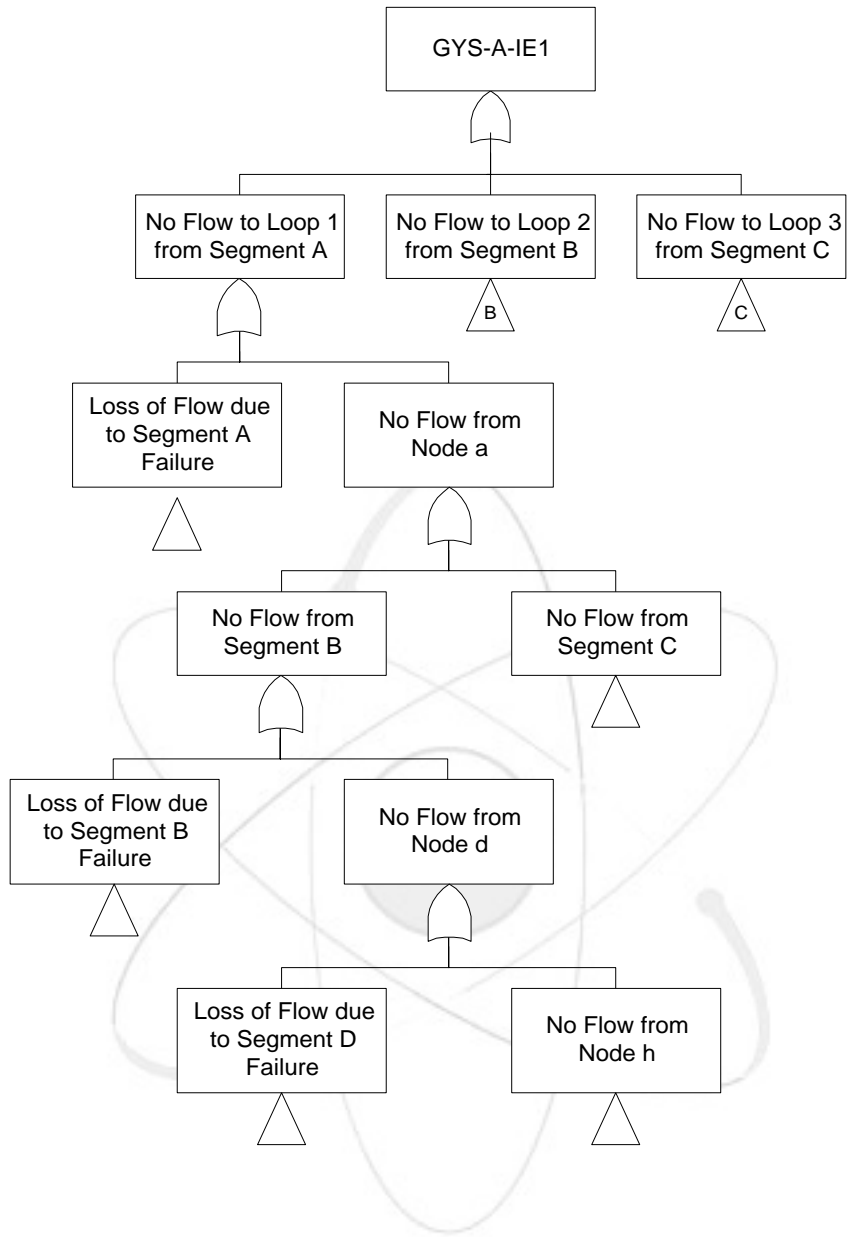 GYS-A-IE1
No Flow to Loop 1
from Segment A
No Flow to Loop 2
from Segment B
No Flow to Loop 3
from Segment C
B
C
Loss of Flow due
to Segment A
Failure
No Flow from
Node a
No Flow from
Segment B
No Flow from
Segment C
Loss of Flow due
to Segment B
Failure
No Flow from
Node d
Loss of Flow due
to Segment D
Failure
No Flow from
Node h